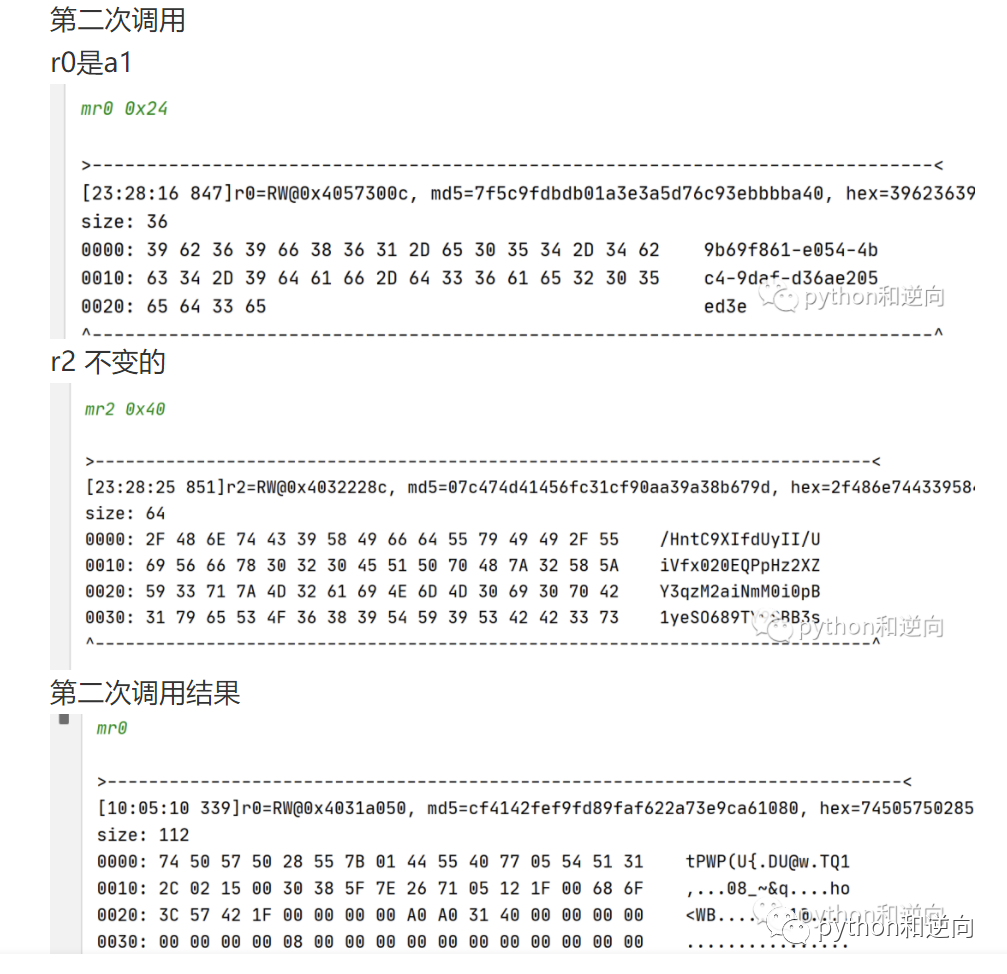 第二次调用
r0是a1
mr0 0x24
>-----------------------------------------------------------------------------<
[23:28:16 847]r0=RW@0x4057300c, md5=7f5c9fdbdb01a3e3a5d76c93ebbbba40, hex=39623639
size: 36
0000: 39 62 36 39 66 38 36 31 2D 65 30 35 34 2D 34 62    9b69f861-e054-4b
0010: 63 34 2D 39 64 61 66 2D 64 33 36 61 65 32 30 35    c4-9daf-d36ae205
0020: 65 64 33 65    ed3e
python和逆向
^-----------------------------------------------------------------------------^
r2 不变的
mr2 0x40
>-----------------------------------------------------------------------------<
[23:28:25 851]r2=RW@0x4032228c, md5=07c474d41456fc31cf90aa39a38b679d, hex=2f486e744339584
size: 64
0000: 2F 48 6E 74 43 39 58 49 66 64 55 79 49 49 2F 55    /HntC9XIfdUyII/U
0010: 69 56 66 78 30 32 30 45 51 50 70 48 7A 32 58 5A    iVfx020EQPpHz2XZ
0020: 59 33 71 7A 4D 32 61 69 4E 6D 4D 30 69 30 70 42    Y3qzM2aiNmM0i0pB
0030: 31 79 65 53 4F 36 38 39 54 59 39 53 42 42 33 73    1yeSO689TY9SBB3s
python和逆向
^-----------------------------------------------------------------------------^
第二次调用结果
mr0
>-----------------------------------------------------------------------------<
[10:05:10 339]r0=RW@0x4031a050, md5=cf4142fef9fd89faf622a73e9ca61080, hex=74505750285
size: 112
0000: 74 50 57 50 28 55 7B 01 44 55 40 77 05 54 51 31    tPWP(U{.DU@w.TQ1
0010: 2C 02 15 00 30 38 5F 7E 26 71 05 12 1F 00 68 6F    ,...08_~&q....ho
0020: 3C 57 42 1F 00 00 00 00 A0 A0 31 40 00 00 00 00    <WB.......1@....
python和逆向
0030: 00 00 00 00 08 00 00 00 00 00 00 00 00 00 00 00    ................
python和逆向